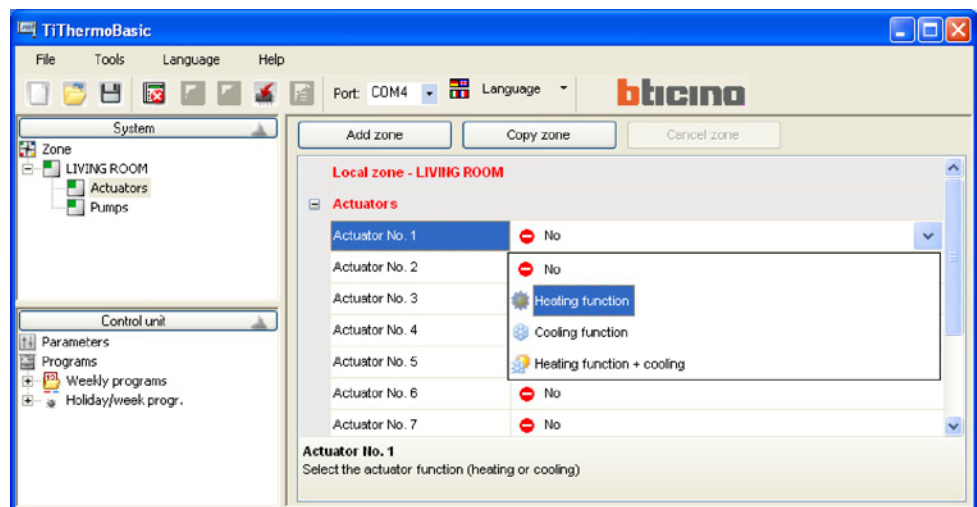 TiThermoBasic
File Tools Language Help
Port: COM4 Language bticino
System
Zone
LIVING ROOM
Actuators
Pumps
Control unit
Parameters
Programs
Weekly programs
Holiday/week progr.
Add zone Copy zone Cancel zone
Local zone - LIVING ROOM
Actuators
Actuator No. 1 No
Actuator No. 2 No
Actuator No. 3 Heating function
Actuator No. 4 Cooling function
Actuator No. 5 Heating function + cooling
Actuator No. 6 No
Actuator No. 7 No
Actuator No. 1
Select the actuator function (heating or cooling)